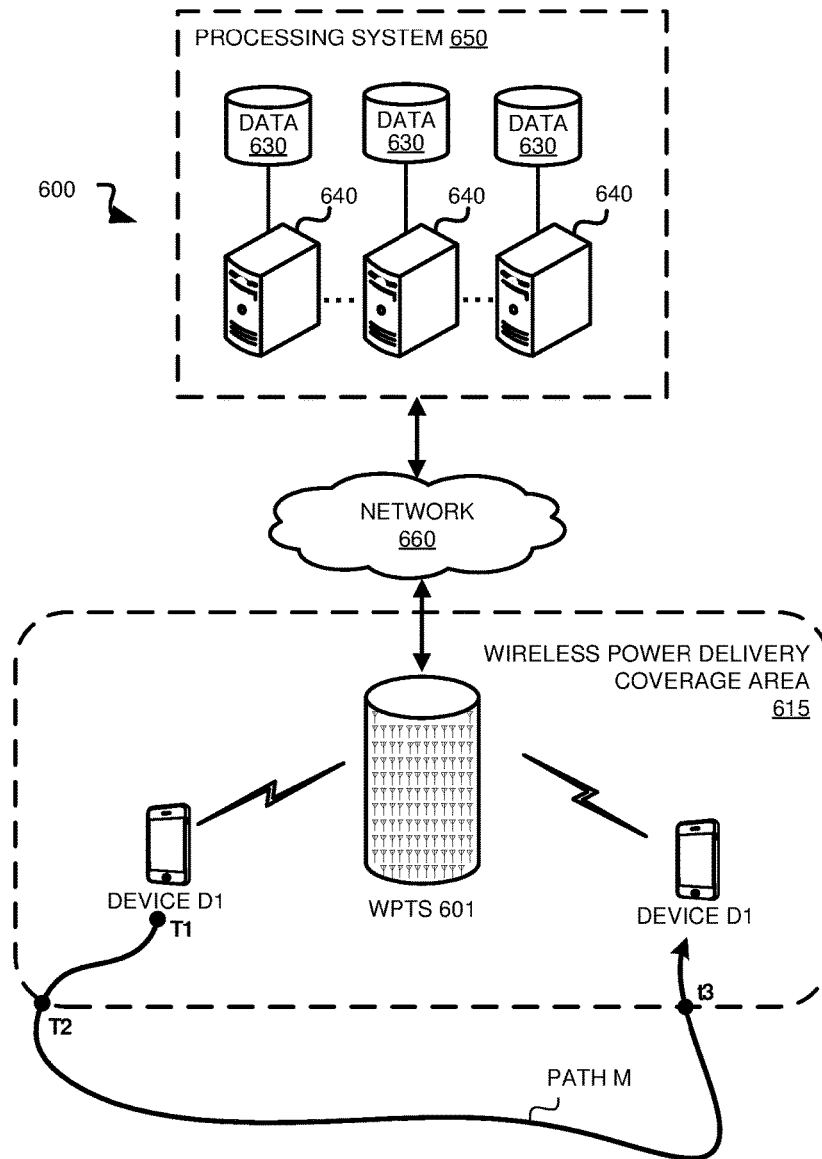 PROCESSING SYSTEM 650
DATA
630
DATA
630
DATA
630
600
640
640
640
NETWORK
660
WIRELESS POWER DELIVERY
COVERAGE AREA
615
DEVICE D1
T1
WPTS 601
DEVICE D1
T2
t3
PATH M